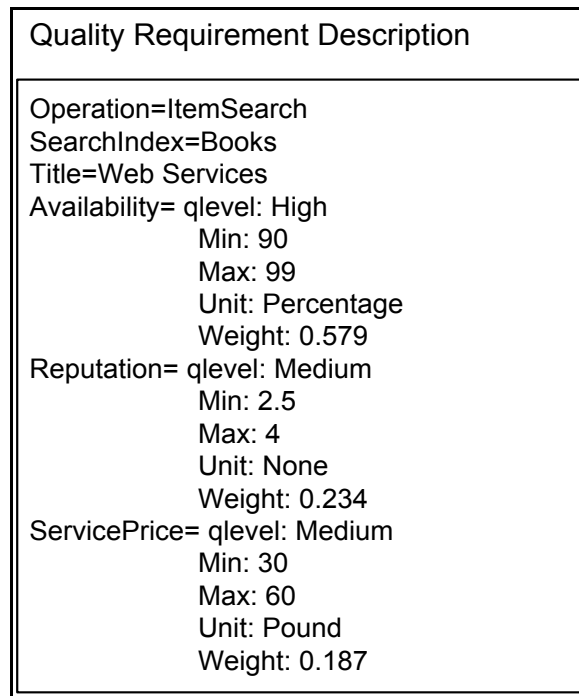 Quality Requirement Description
Operation=ItemSearch
SearchIndex=Books
Title=Web Services
Availability= qlevel: High
Min: 90
Max: 99
Unit: Percentage
Weight: 0.579
Reputation= qlevel: Medium
Min: 2.5
Max: 4
Unit: None
Weight: 0.234
ServicePrice= qlevel: Medium
Min: 30
Max: 60
Unit: Pound
Weight: 0.187